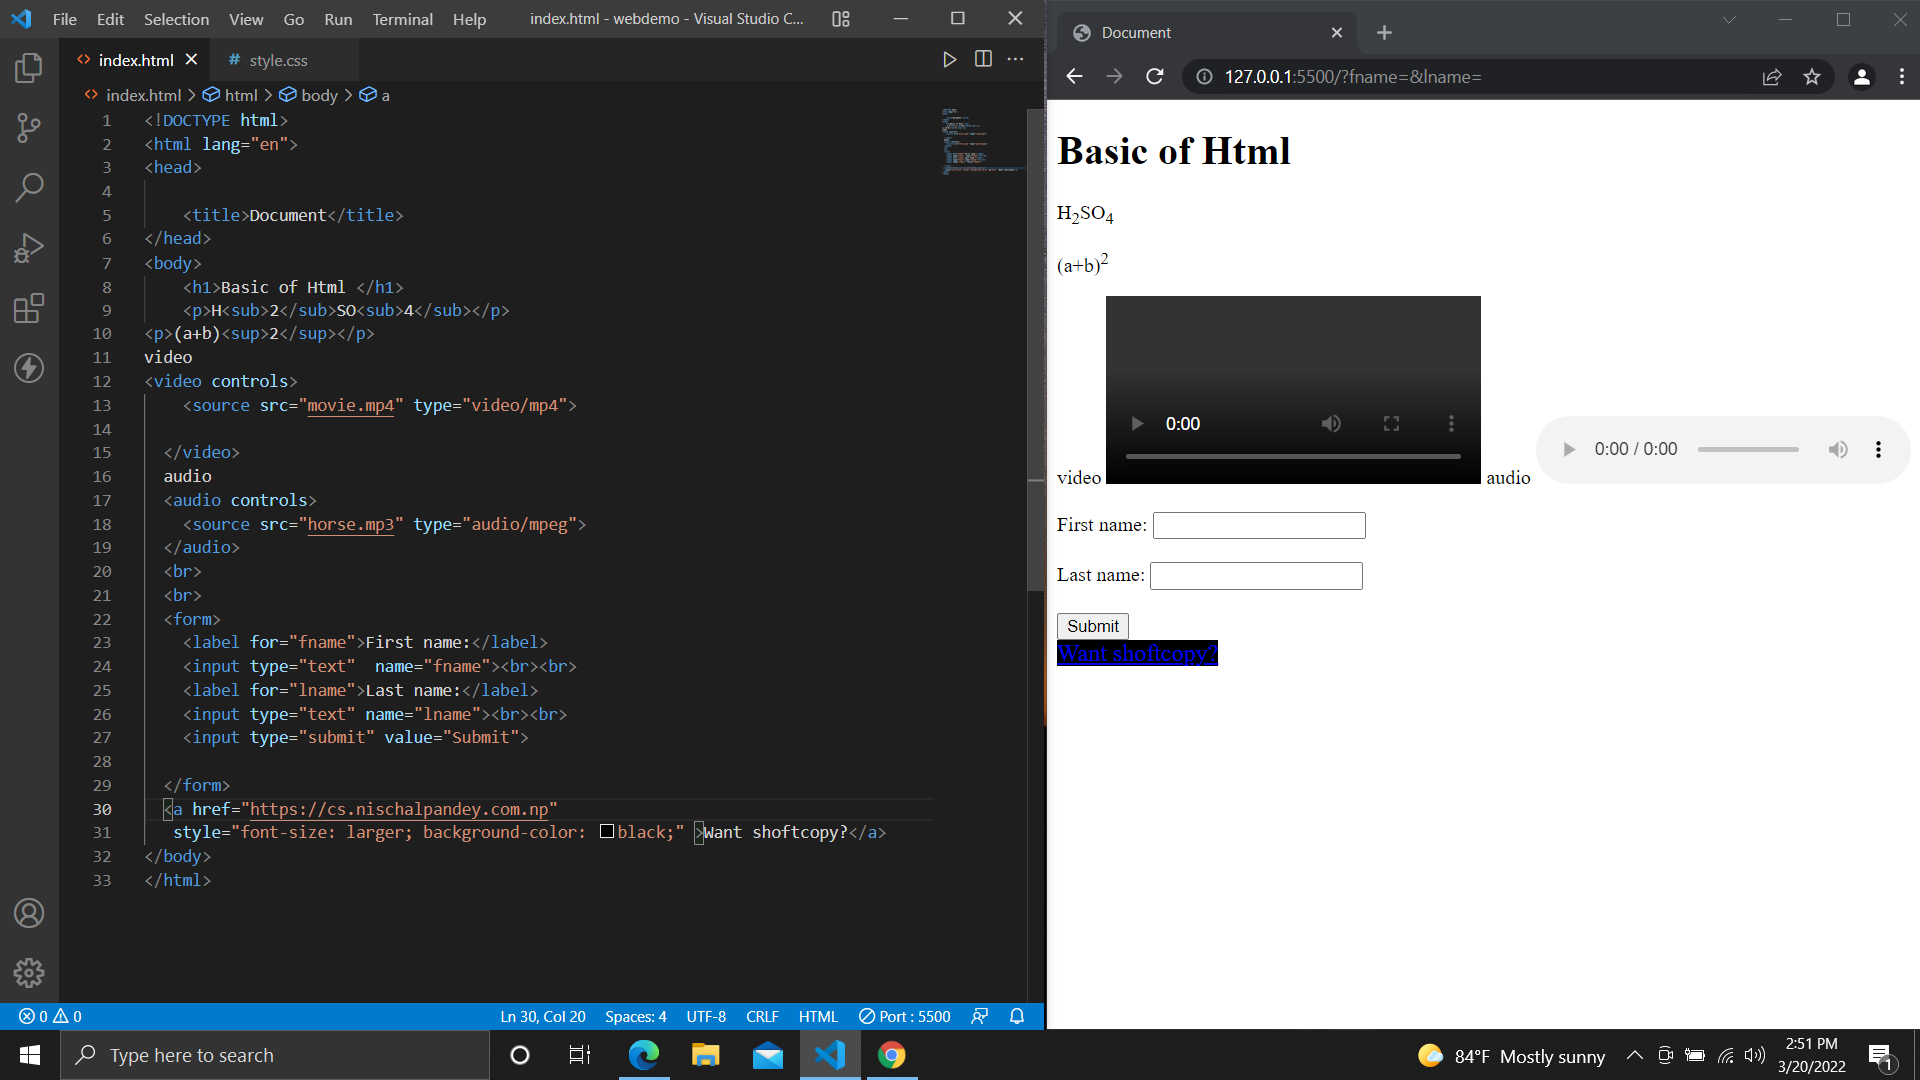 File Edit Selection View Go Run Terminal Help index.html - webdemo - Visual Studio C...
index.html style.css
index.html > html > body > a
1 <!DOCTYPE html>
2 <html lang="en">
3 <head>
4
5 <title>Document</title>
6 </head>
7 <body>
8 <h1>Basic of Html </h1>
9 <p>H<sub>2</sub>SO<sub>4</sub></p>
10 <p>(a+b)<sup>2</sup></p>
11 video
12 <video controls>
13 <source src="movie.mp4" type="video/mp4">
14
15 </video>
16 audio
17 <audio controls>
18 <source src="horse.mp3" type="audio/mpeg">
19 </audio>
20 <br>
21 <br>
22 <form>
23 <label for="fname">First name:</label>
24 <input type="text"  name="fname"><br><br>
25 <label for="lname">Last name:</label>
26 <input type="text" name="lname"><br><br>
27 <input type="submit" value="Submit">
28
29 </form>
30 <a href="https://cs.nischalpandey.com.np"
31 style="font-size: larger; background-color: black;" >Want shoftcopy?</a>
32 </body>
33 </html>
0 0 Ln 30, Col 20 Spaces: 4 UTF-8 CRLF HTML Port : 5500
Document
127.0.0.1:5500/?fname=&lname=
Basic of Html
H₂SO₄
(a+b)²
0:00
0:00 / 0:00
video audio
First name:
Last name:
Submit
Want shoftcopy?
Type here to search
84°F Mostly sunny
2:51 PM
3/20/2022
1